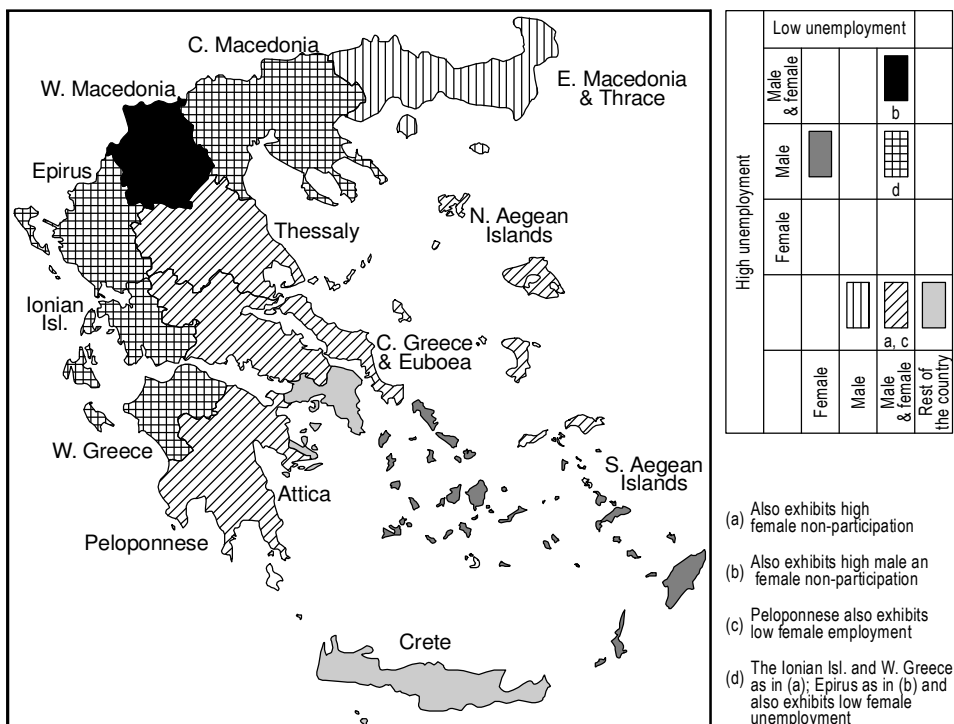 C. Macedonia
W. Macedonia
E. Macedonia
& Thrace
Epirus
Thessaly
N. Aegean
Islands
Ionian
Isl.
C. Greece
& Euboea
W. Greece
Attica
S. Aegean
Islands
Peloponnese
Crete
Low unemployment
High unemployment
Male
& female
b
Male
d
Female
a, c
Female
Male
Male
& female
Rest of
the country
(a) Also exhibits high
female non-participation
(b) Also exhibits high male an
female non-participation
(c) Peloponnese also exhibits
low female employment
(d) The Ionian Isl. and W. Greece
as in (a); Epirus as in (b) and
also exhibits low female
unemployment